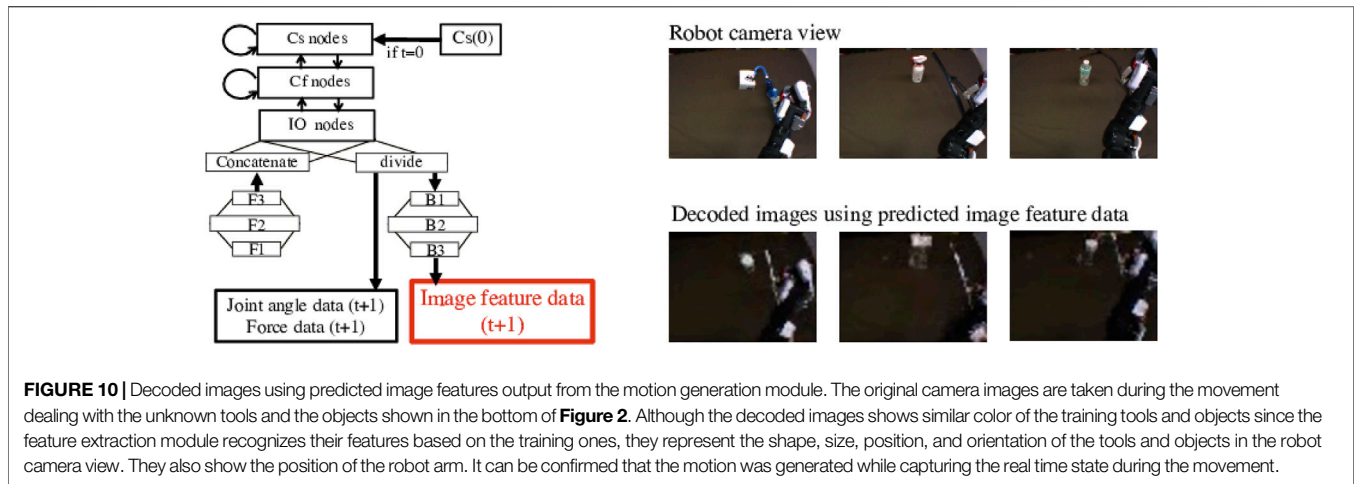 Cs nodes
Cs(0)
if t=0
Cf nodes
IO nodes
Concatenate
divide
F3
F2
F1
B1
B2
B3
Joint angle data (t+1)
Force data (t+1)
Image feature data
(t+1)
Robot camera view
Decoded images using predicted image feature data
FIGURE 10 | Decoded images using predicted image features output from the motion generation module. The original camera images are taken during the movement
dealing with the unknown tools and the objects shown in the bottom of Figure 2. Although the decoded images shows similar color of the training tools and objects since the
feature extraction module recognizes their features based on the training ones, they represent the shape, size, position, and orientation of the tools and objects in the robot
camera view. They also show the position of the robot arm. It can be confirmed that the motion was generated while capturing the real time state during the movement.